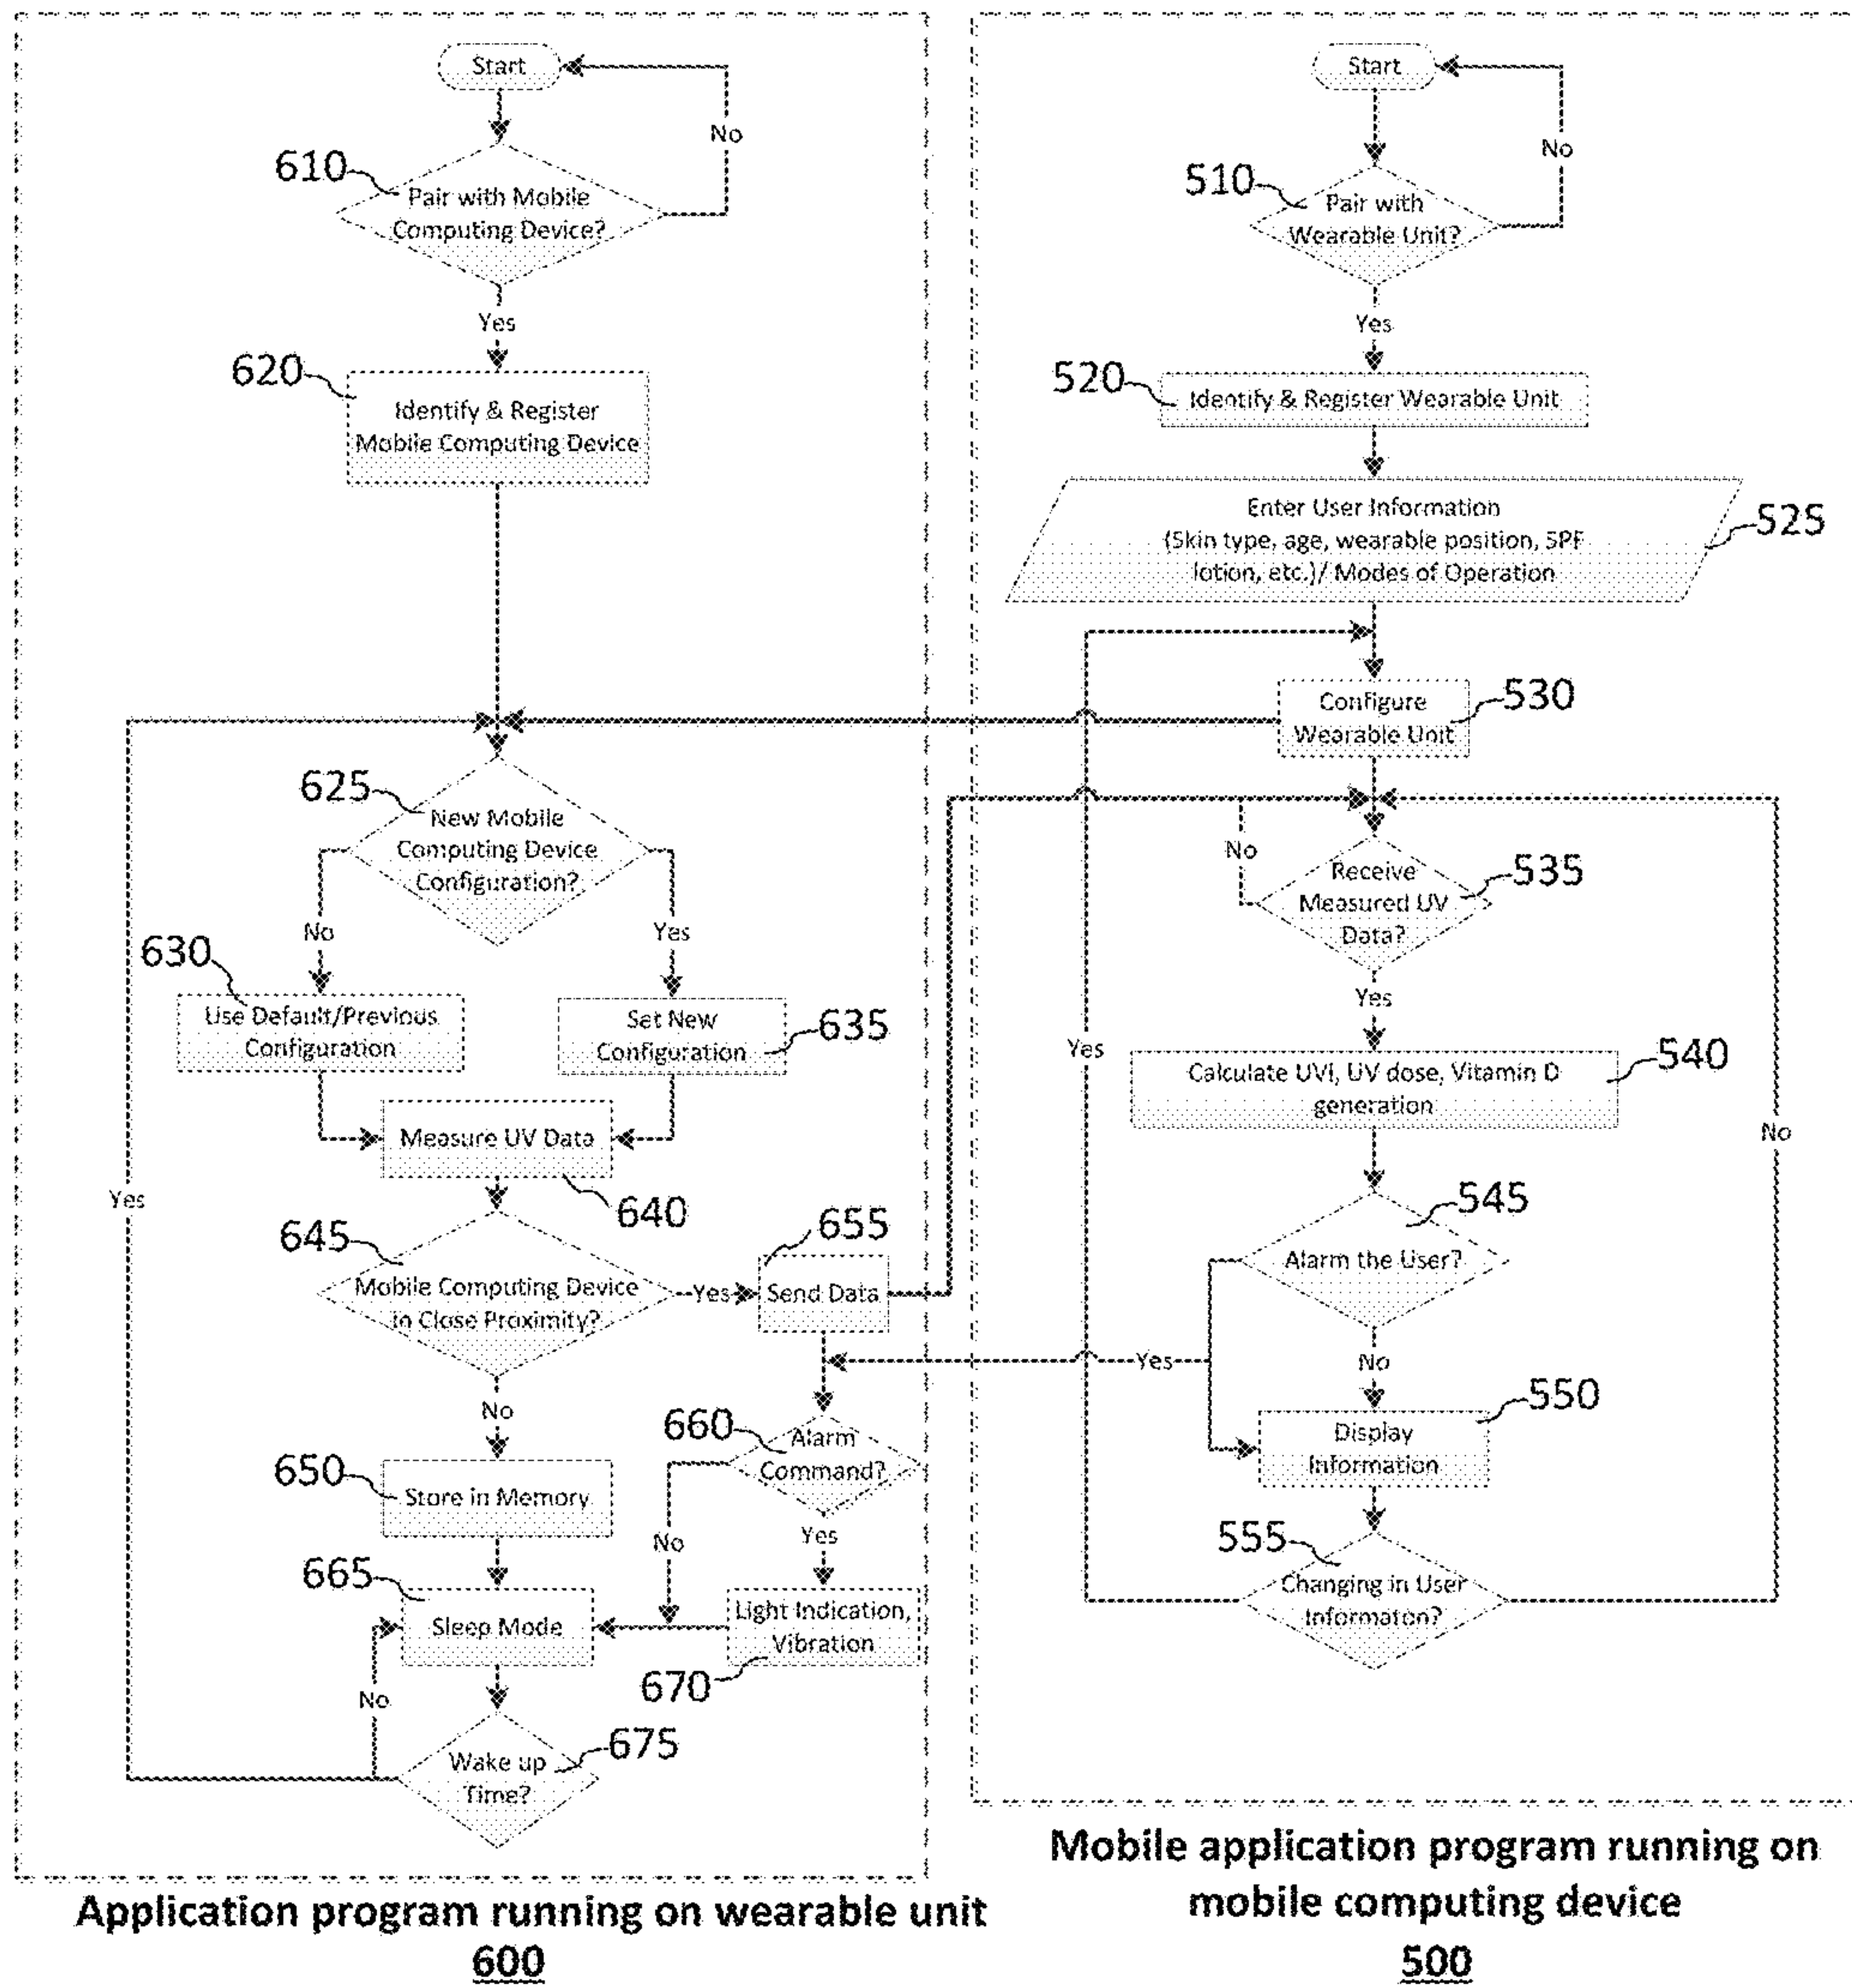 Start
No
610
Pair with Mobile
Computing Device?
Yes
620
Identify & Register
Mobile Computing Device
625
New Mobile
Computing Device
Configuration?
No
Yes
630
Use Default/Previous
Configuration
Set New
Configuration
635
Measure UV Data
640
Yes
645
Mobile Computing Device
in Close Proximity?
Yes
655
Send Data
No
650
Store in Memory
660
Alarm
Command?
No
Yes
665
Sleep Mode
Light Indication,
Vibration
670
No
Wake up
Time?
675
Application program running on wearable unit
600
Start
No
510
Pair with
Wearable Unit?
Yes
520
Identify & Register Wearable Unit
Enter User Information
(Skin type, age, wearable position, SPF
lotion, etc.)/ Modes of Operation
525
Configure
Wearable Unit
530
No
Receive
Measured UV
Data?
535
Yes
Yes
Calculate UVI, UV dose, Vitamin D
generation
540
No
545
Alarm the User?
Yes
No
550
Display
Information
555
Changing in User
Informaton?
Mobile application program running on
mobile computing device
500